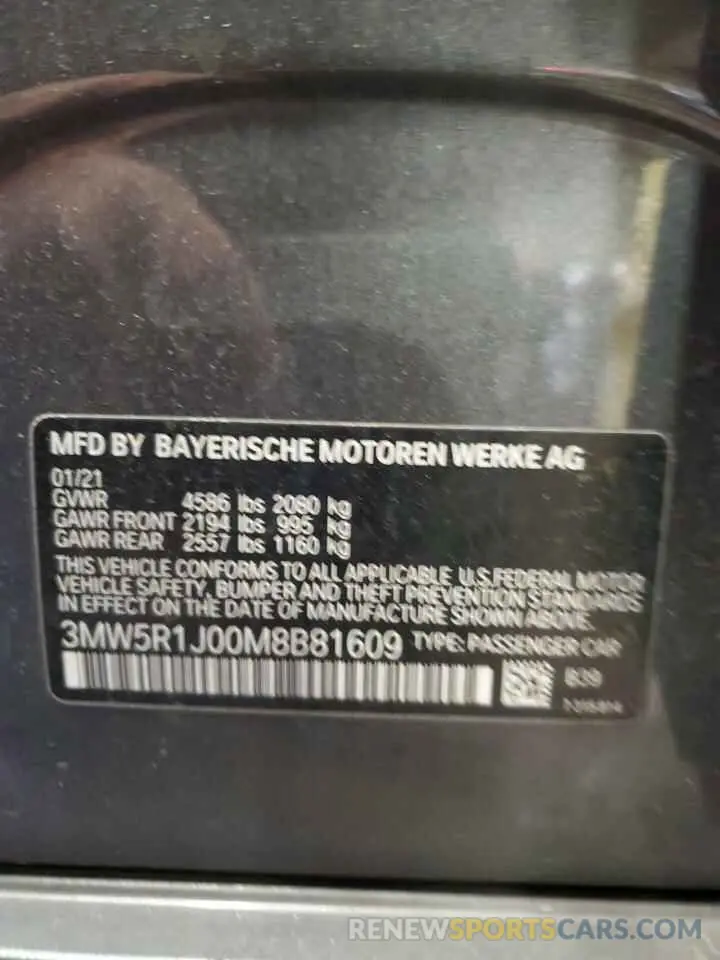 MFD BY BAYERISCHE MOTOREN WERKE AG
01/21
GVWR 4586 lbs 2080 kg
GAWR FRONT 2194 lbs 995 kg
GAWR REAR 2557 lbs 1160 kg
THIS VEHICLE CONFORMS TO ALL APPLICABLE U.S.FEDERAL MOTOR
VEHICLE SAFETY, BUMPER AND THEFT PREVENTION STANDARDS
IN EFFECT ON THE DATE OF MANUFACTURE SHOWN ABOVE.
3MW5R1J00M8B81609 TYPE: PASSENGER CAR
B39
RENEWSPORTSCARS.COM